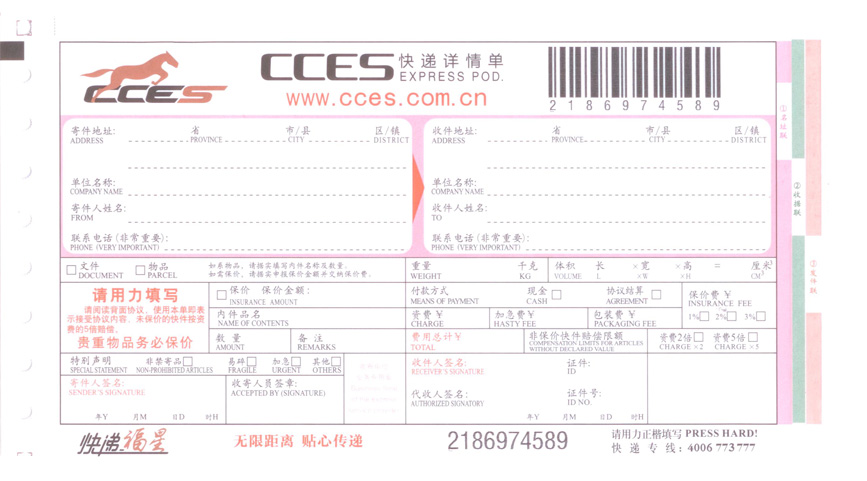 CCES
CCES 快递详情单
EXPRESS POD.
www.cces.com.cn
2 1 8 6 9 7 4 5 8 9
寄件地址: 省 市/县 区/镇
ADDRESS PROVINCE CITY DISTRICT
单位名称:
COMPANY NAME
寄件人姓名:
FROM
联系电话(非常重要):
PHONE (VERY IMPORTANT)
收件地址: 省 市/县 区/镇
ADDRESS PROVINCE CITY DISTRICT
单位名称:
COMPANY NAME
收件人姓名:
TO
联系电话(非常重要):
PHONE (VERY IMPORTANT)
①名址联
②收据联
文件 物品
DOCUMENT PARCEL
如系物品，请据实填写内件名称及数量。
如需保价，请据实申报保价金额并交纳保价费。
重量 千克
WEIGHT KG
体积 长 ×宽 ×高 = 厘米³
VOLUME L ×W ×H CM³
请用力填写
请阅读背面协议，使用本单即表
示接受协议内容，未保价的快件按资
费的5倍赔偿。
贵重物品务必保价
保价 保价金额:
INSURANCE AMOUNT
内件品名
NAME OF CONTENTS
数 量 备 注
AMOUNT REMARKS
付款方式 现金 协议结算
MEANS OF PAYMENT CASH AGREEMENT
保价费 ¥
INSURANCE FEE
1% 2% 3%
资费 ¥ 加急费 ¥ 包装费 ¥
CHARGE HASTY FEE PACKAGING FEE
费用总计¥
TOTAL
非保价快件赔偿限额
COMPENSATION LIMITS FOR ARTICLES
WITHOUT DECLARED VALUE
资费2倍 资费5倍
CHARGE ×2 CHARGE ×5
特别声明 非禁寄品 易碎 加急 其他
SPECIAL STATEMENT NON-PROHIBITED ARTICLES FRAGILE URGENT OTHERS
寄件人签名:
SENDER'S SIGNATURE
年Y 月M 日D 时H
收寄人员签章:
ACCEPTED BY (SIGNATURE)
收件人签名: 证件:
RECEIVER'S SIGNATURE ID
代收人签名: 证件号:
AUTHORIZED SIGNATORY ID NO.
年Y 月M 日D 时H
快递福星
无限距离 贴心传递
2186974589
请用力正楷填写 PRESS HARD!
快 递 专 线 : 4006 773 777